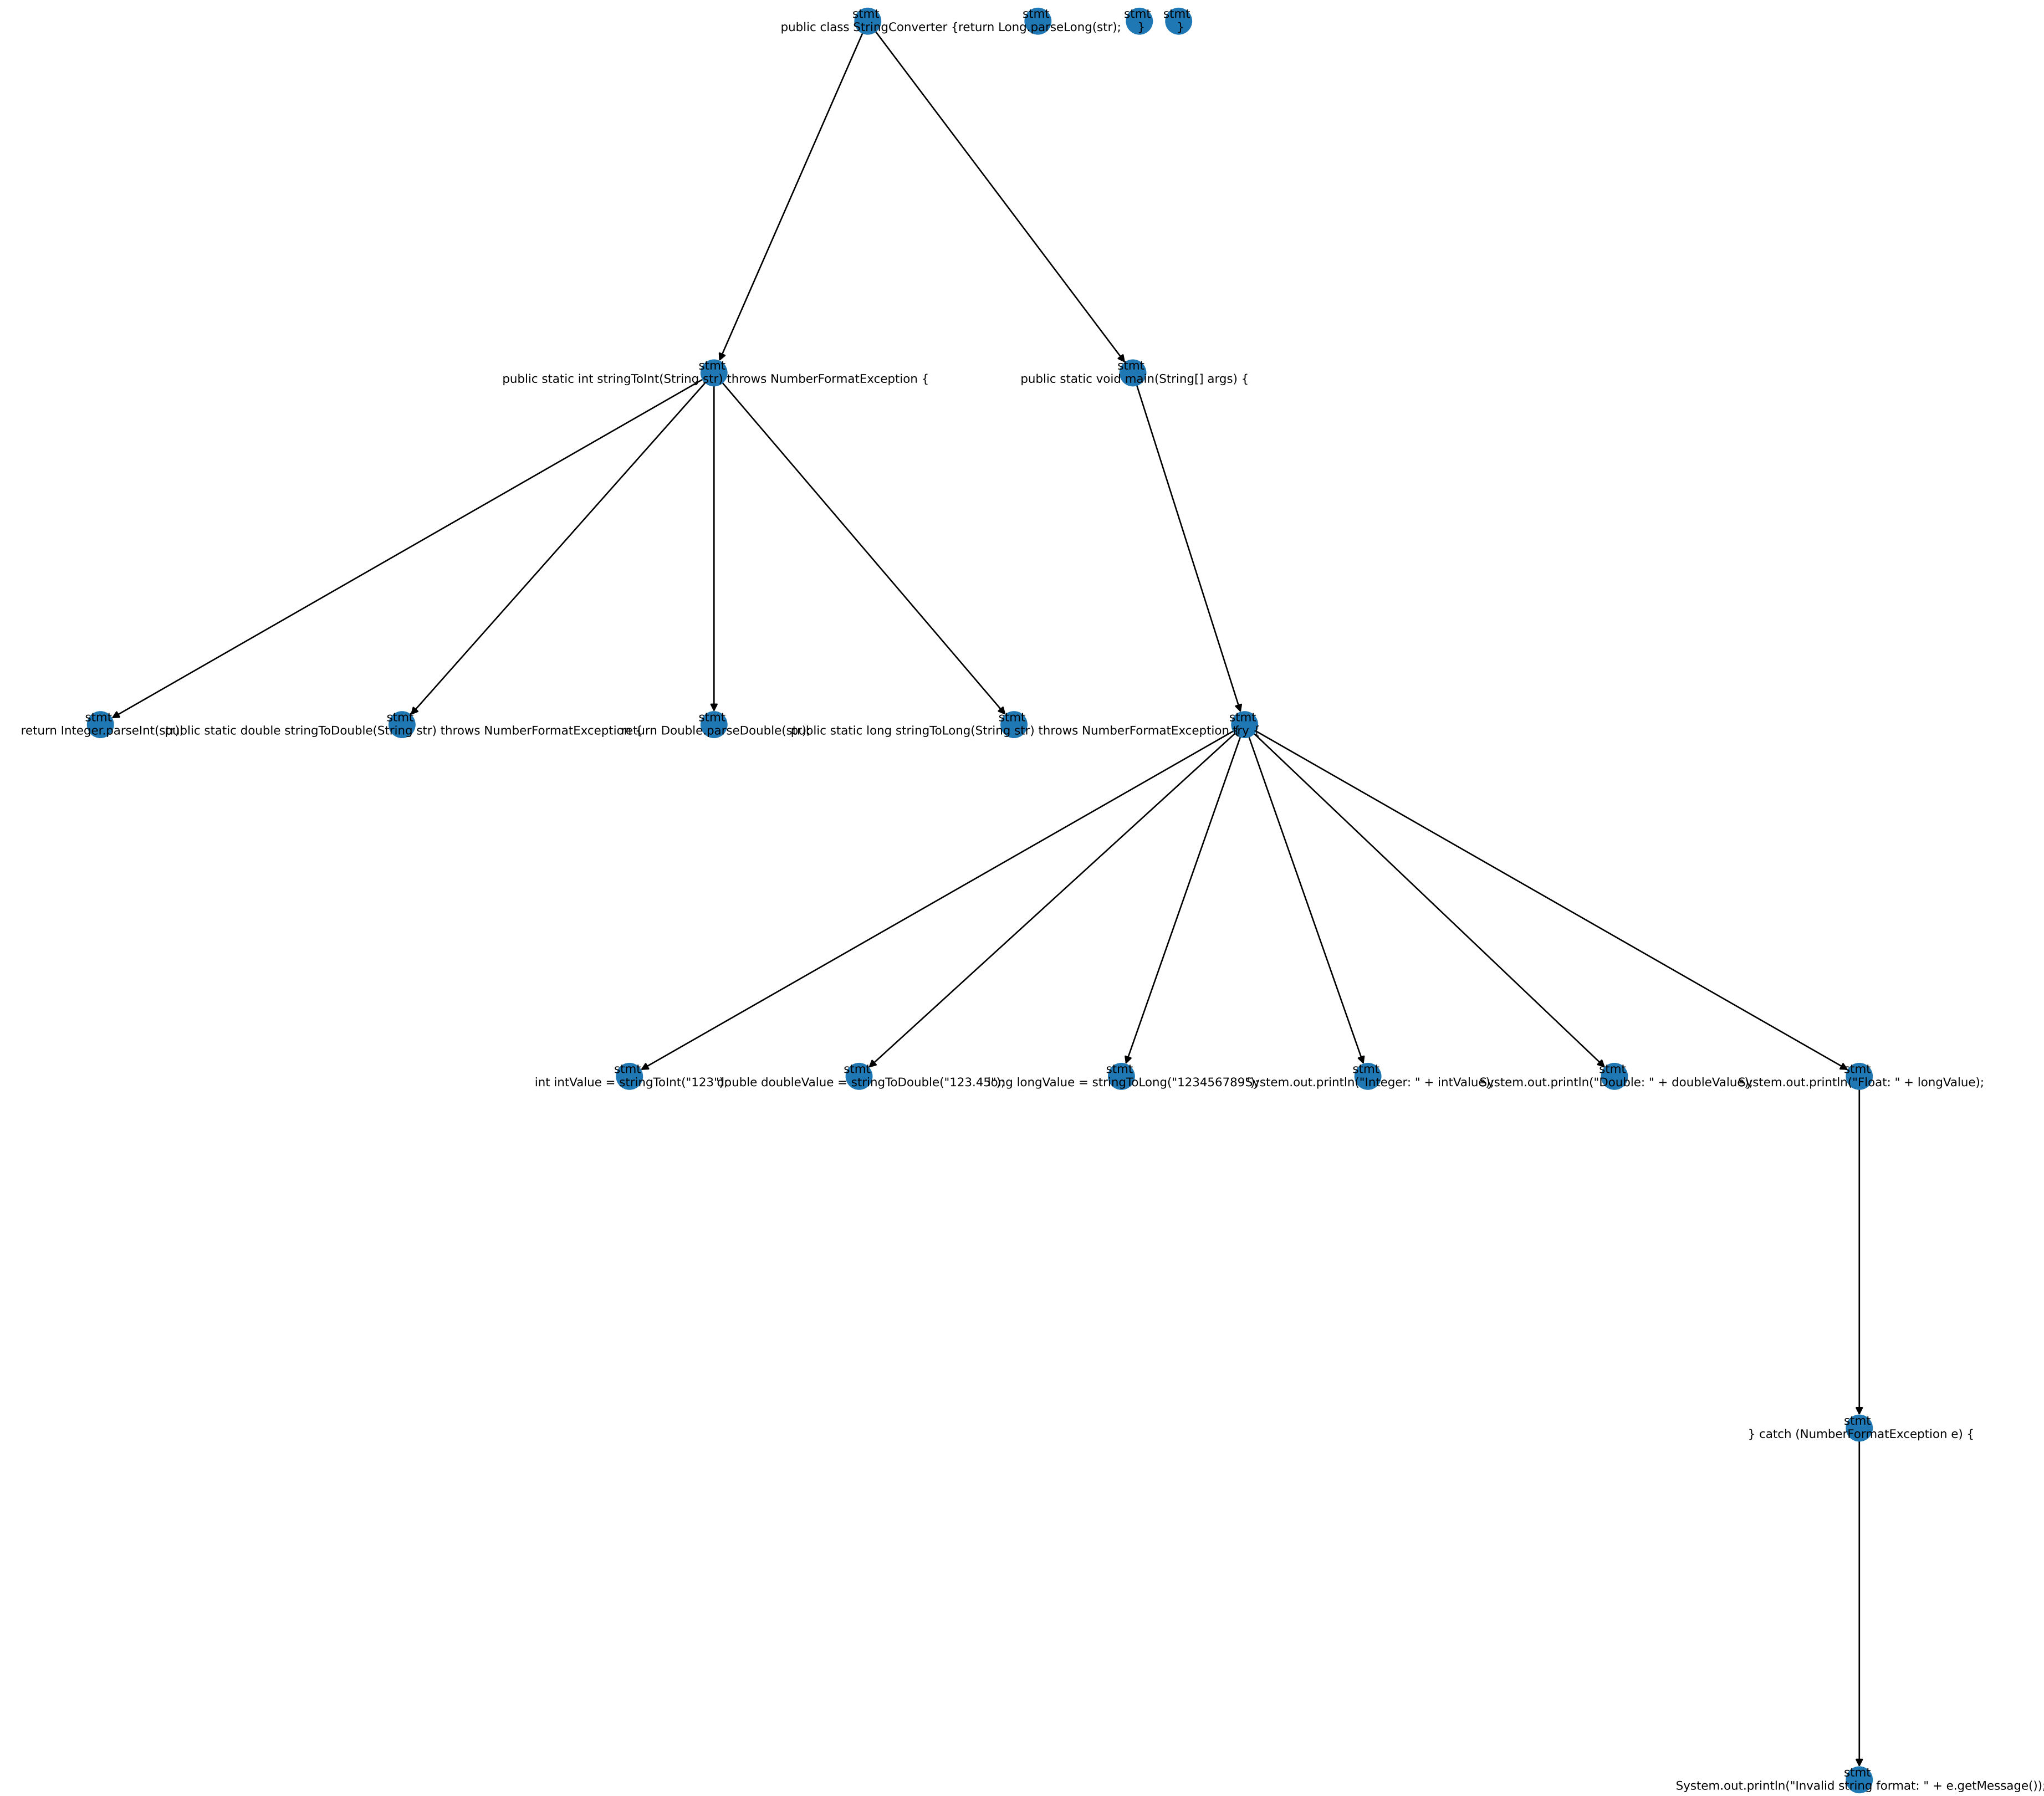 stmt
public class StringConverter {
stmt
return Long.parseLong(str);
stmt
}
stmt
}
stmt
public static int stringToInt(String str) throws NumberFormatException {
stmt
public static void main(String[] args) {
stmt
return Integer.parseInt(str);
stmt
public static double stringToDouble(String str) throws NumberFormatException {
stmt
return Double.parseDouble(str);
stmt
public static long stringToLong(String str) throws NumberFormatException {
stmt
try {
stmt
int intValue = stringToInt("123");
stmt
double doubleValue = stringToDouble("123.45");
stmt
long longValue = stringToLong("1234567895);
stmt
System.out.println("Integer: " + intValue);
stmt
System.out.println("Double: " + doubleValue);
stmt
System.out.println("Float: " + longValue);
stmt
} catch (NumberFormatException e) {
stmt
System.out.println("Invalid string format: " + e.getMessage());